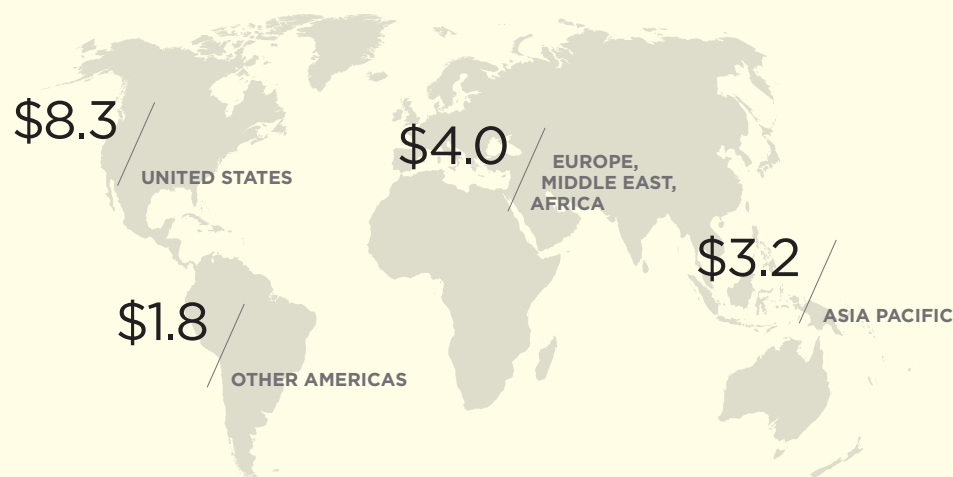 $8.3
UNITED STATES
$4.0
EUROPE,
MIDDLE EAST,
AFRICA
$3.2
ASIA PACIFIC
$1.8
OTHER AMERICAS